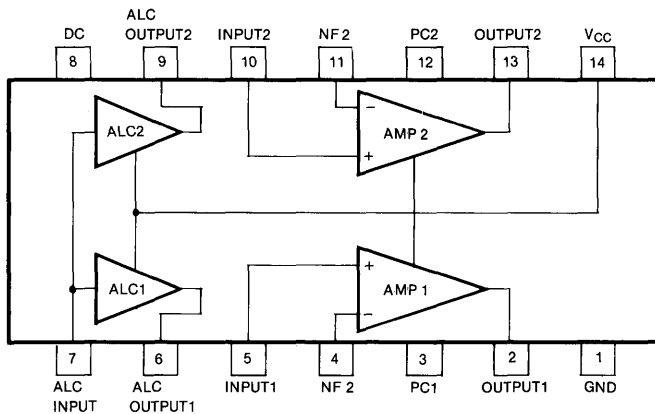 ALC
DC OUTPUT2 INPUT2 NF 2 PC2 OUTPUT2 VCC
8 9 10 11 12 13 14
ALC2
−
AMP 2
+
ALC1
+
AMP 1
−
7 6 5 4 3 2 1
ALC ALC INPUT1 NF 2 PC1 OUTPUT1 GND
INPUT OUTPUT1